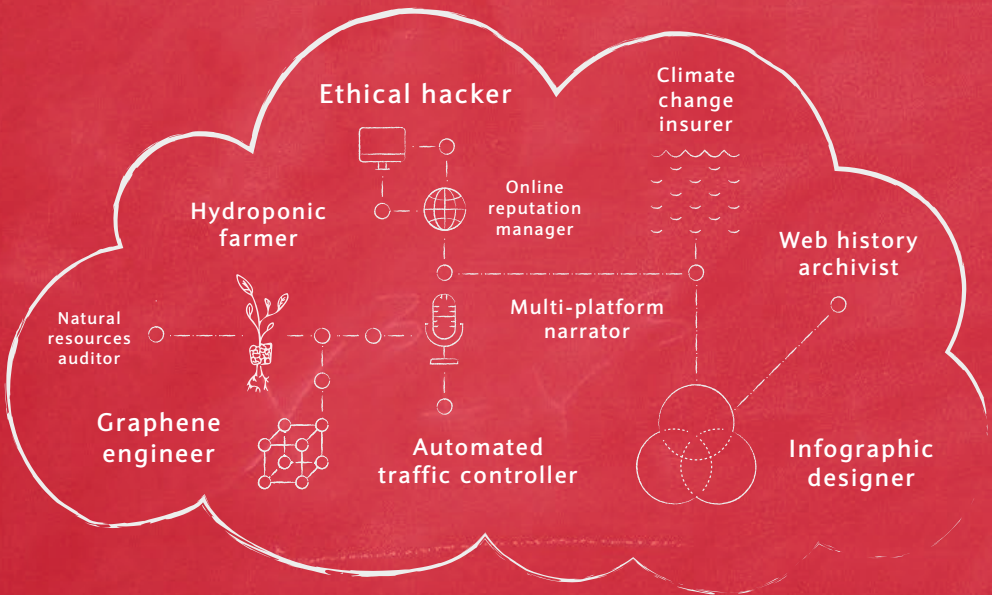 Ethical hacker
Climate
change
insurer
Online
reputation
manager
Hydroponic
farmer
Web history
archivist
Multi-platform
narrator
Natural
resources
auditor
Graphene
engineer
Automated
traffic controller
Infographic
designer